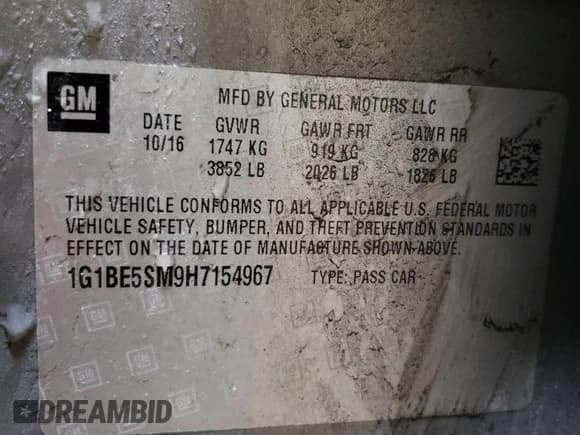 GM
MFD BY GENERAL MOTORS LLC
DATE GVWR GAWR FRT GAWR RR
10/16 1747 KG 919 KG 828 KG
3852 LB 2026 LB 1826 LB
THIS VEHICLE CONFORMS TO ALL APPLICABLE U.S. FEDERAL MOTOR
VEHICLE SAFETY, BUMPER, AND THEFT PREVENTION STANDARDS IN
EFFECT ON THE DATE OF MANUFACTURE SHOWN ABOVE.
1G1BE5SM9H7154967 TYPE: PASS CAR
DREAMBID